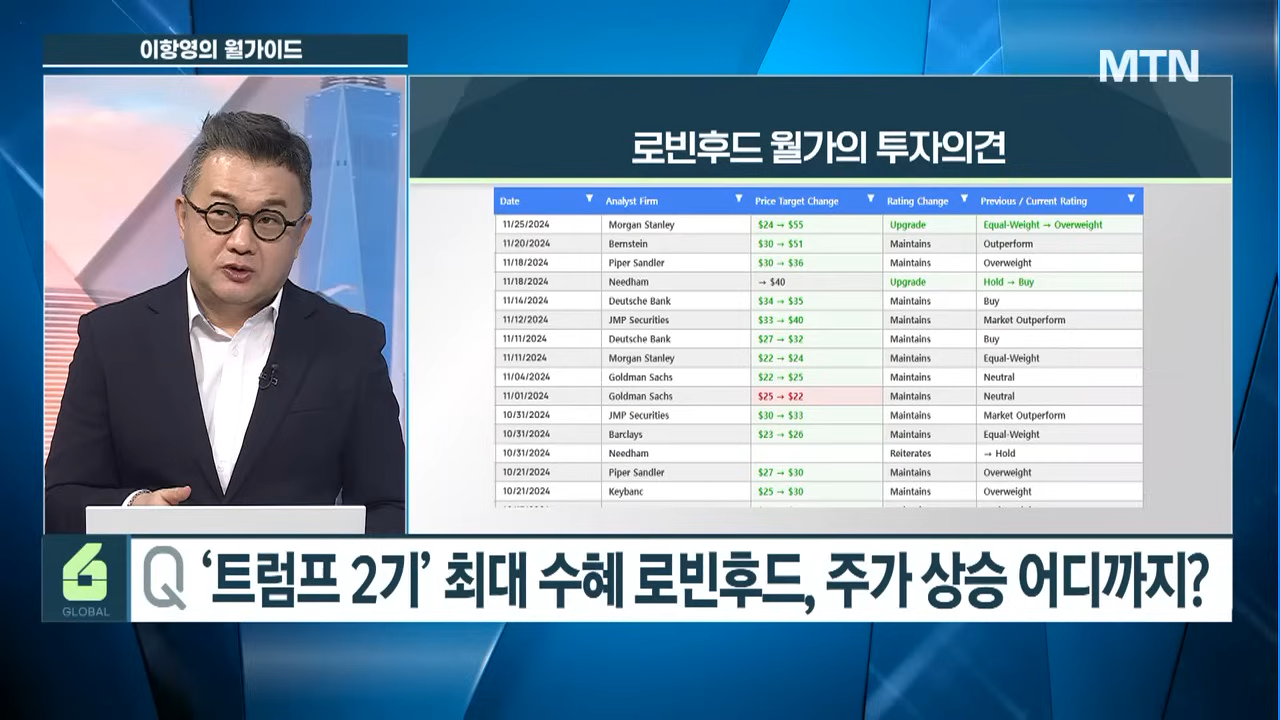 이항영의 월가이드
MTN
로빈후드 월가의 투자의견
Date Analyst Firm Price Target Change Rating Change Previous / Current Rating
11/25/2024 Morgan Stanley $24 → $55 Upgrade Equal-Weight → Overweight
11/20/2024 Bernstein $30 → $51 Maintains Outperform
11/18/2024 Piper Sandler $30 → $36 Maintains Overweight
11/18/2024 Needham → $40 Upgrade Hold → Buy
11/14/2024 Deutsche Bank $34 → $35 Maintains Buy
11/12/2024 JMP Securities $33 → $40 Maintains Market Outperform
11/11/2024 Deutsche Bank $27 → $32 Maintains Buy
11/11/2024 Morgan Stanley $22 → $24 Maintains Equal-Weight
11/04/2024 Goldman Sachs $22 → $25 Maintains Neutral
11/01/2024 Goldman Sachs $25 → $22 Maintains Neutral
10/31/2024 JMP Securities $30 → $33 Maintains Market Outperform
10/31/2024 Barclays $23 → $26 Maintains Equal-Weight
10/31/2024 Needham Reiterates → Hold
10/21/2024 Piper Sandler $27 → $30 Maintains Overweight
10/21/2024 Keybanc $25 → $30 Maintains Overweight
6 GLOBAL
Q ‘트럼프 2기’ 최대 수혜 로빈후드, 주가 상승 어디까지?